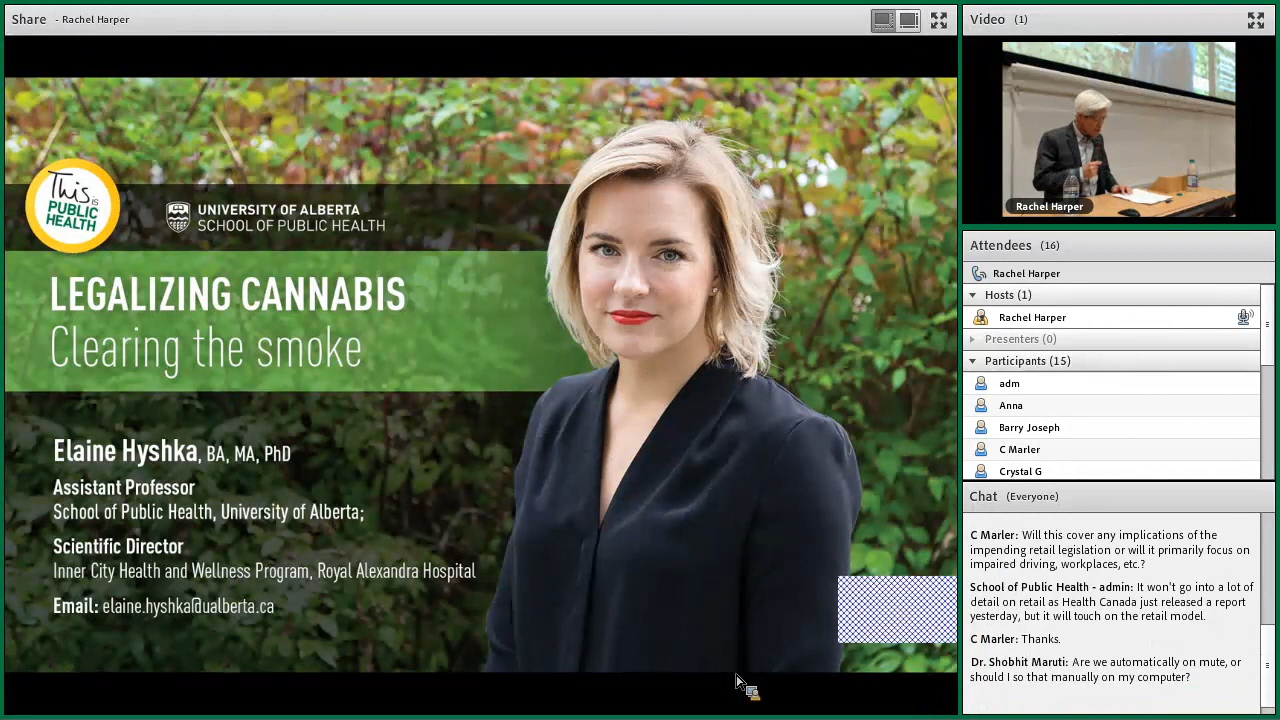 Share - Rachel Harper
This
IS
PUBLIC
HEALTH
UNIVERSITY OF ALBERTA
SCHOOL OF PUBLIC HEALTH
LEGALIZING CANNABIS
Clearing the smoke
Elaine Hyshka, BA, MA, PhD
Assistant Professor
School of Public Health, University of Alberta;
Scientific Director
Inner City Health and Wellness Program, Royal Alexandra Hospital
Email: elaine.hyshka@ualberta.ca
Video (1)
Rachel Harper
Attendees (16)
Rachel Harper
Hosts (1)
Rachel Harper
Presenters (0)
Participants (15)
adm
Anna
Barry Joseph
C Marler
Crystal G
Chat (Everyone)
C Marler: Will this cover any implications of the
impending retail legislation or will it primarily focus on
impaired driving, workplaces, etc.?
School of Public Health - admin: It won't go into a lot of
detail on retail as Health Canada just released a report
yesterday, but it will touch on the retail model.
C Marler: Thanks.
Dr. Shobhit Maruti: Are we automatically on mute, or
should I so that manually on my computer?